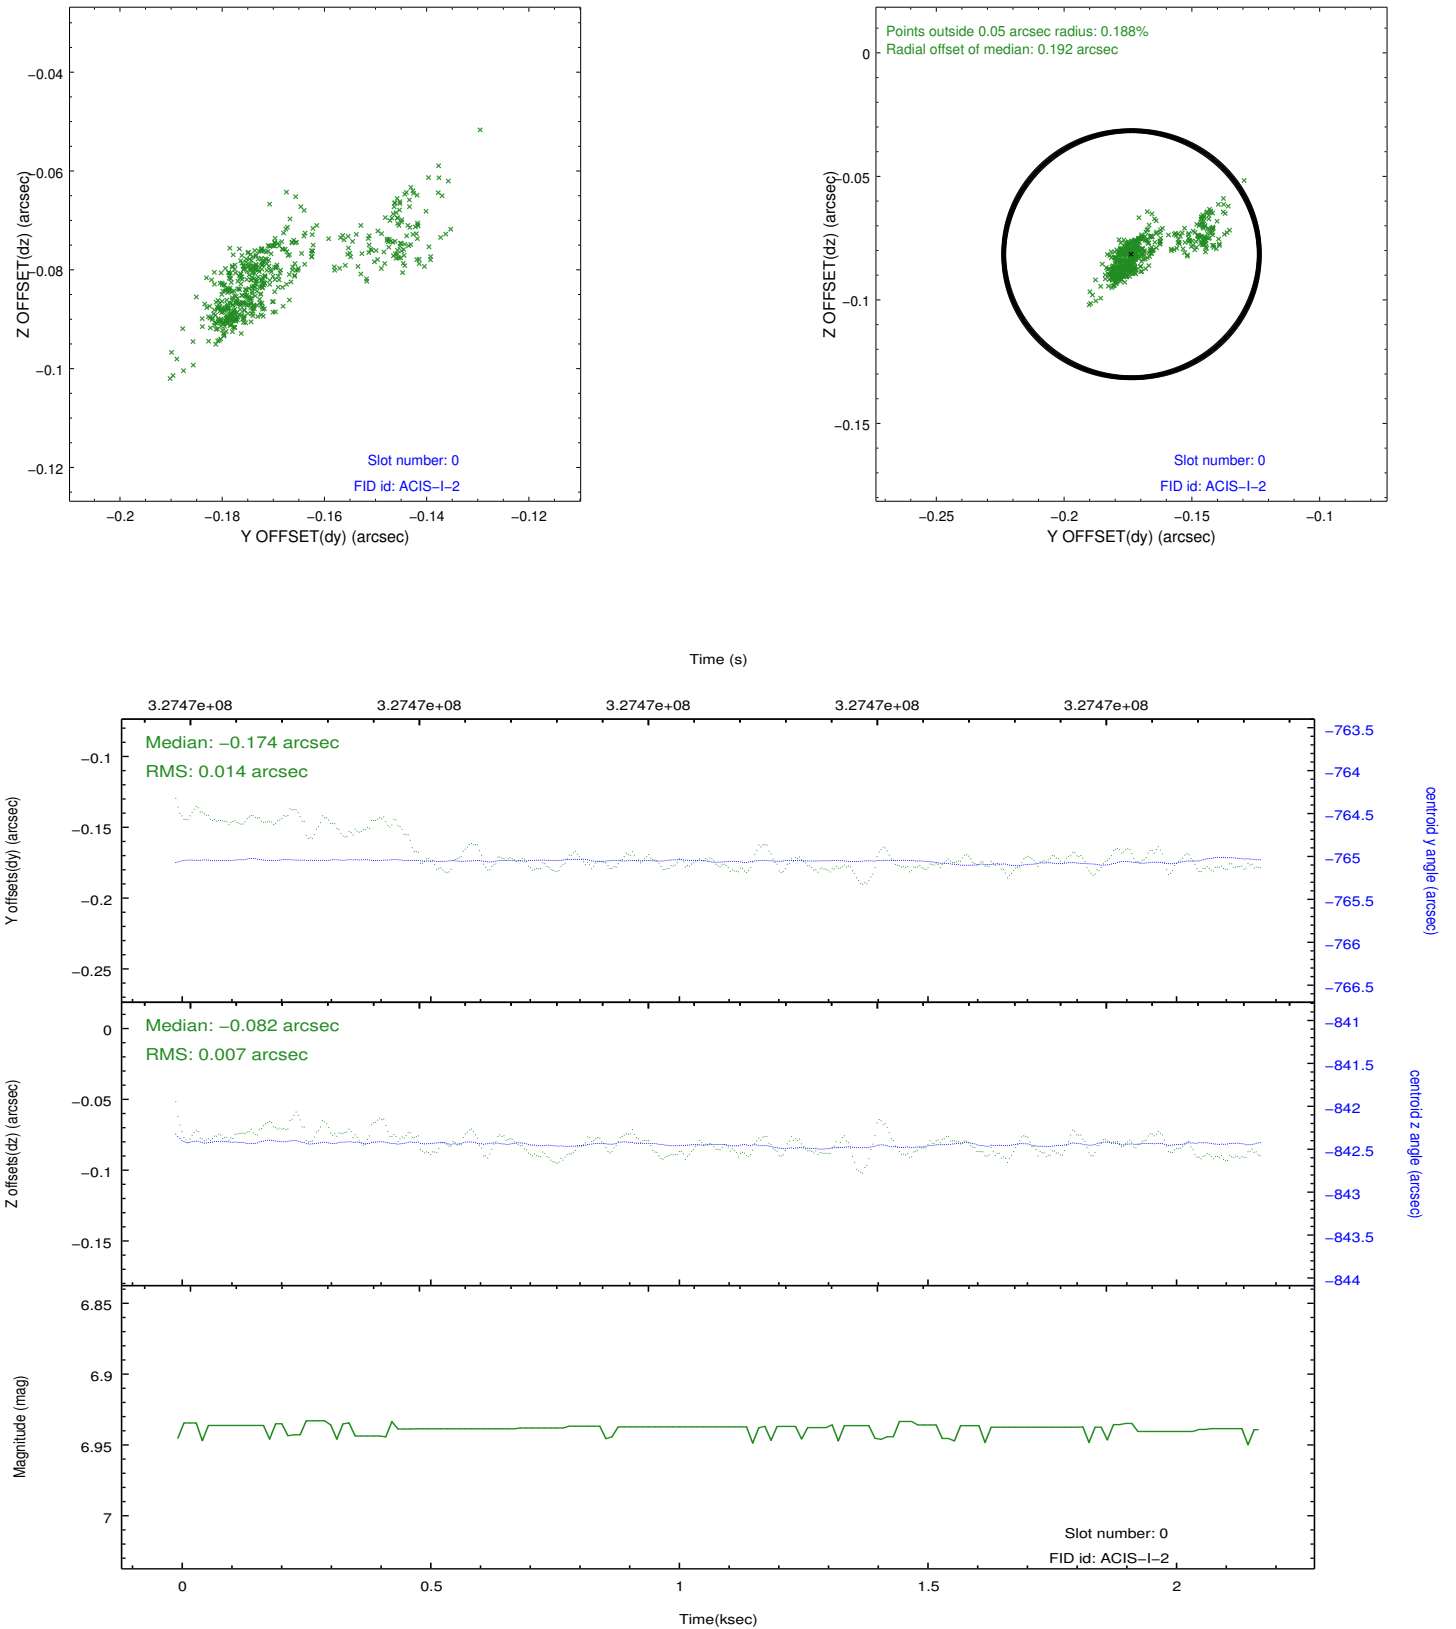 −0.04
−0.06
−0.08
−0.1
−0.12
Z OFFSET(dz) (arcsec)
Slot number: 0
FID id: ACIS−I−2
−0.2
−0.18
−0.16
−0.14
−0.12
Y OFFSET(dy) (arcsec)
Points outside 0.05 arcsec radius: 0.188%
Radial offset of median: 0.192 arcsec
0
−0.05
−0.1
−0.15
Z OFFSET(dz) (arcsec)
Slot number: 0
FID id: ACIS−I−2
−0.25
−0.2
−0.15
−0.1
Y OFFSET(dy) (arcsec)
Time (s)
3.2747e+08
3.2747e+08
3.2747e+08
3.2747e+08
3.2747e+08
Median: −0.174 arcsec
RMS: 0.014 arcsec
−0.1
−0.15
−0.2
−0.25
Y offsets(dy) (arcsec)
−763.5
−764
−764.5
−765
−765.5
−766
−766.5
centroid y angle (arcsec)
Median: −0.082 arcsec
RMS: 0.007 arcsec
0
−0.05
−0.1
−0.15
Z offsets(dz) (arcsec)
−841
−841.5
−842
−842.5
−843
−843.5
−844
centroid z angle (arcsec)
6.85
6.9
6.95
7
Magnitude (mag)
Slot number: 0
FID id: ACIS−I−2
0
0.5
1
1.5
2
Time(ksec)